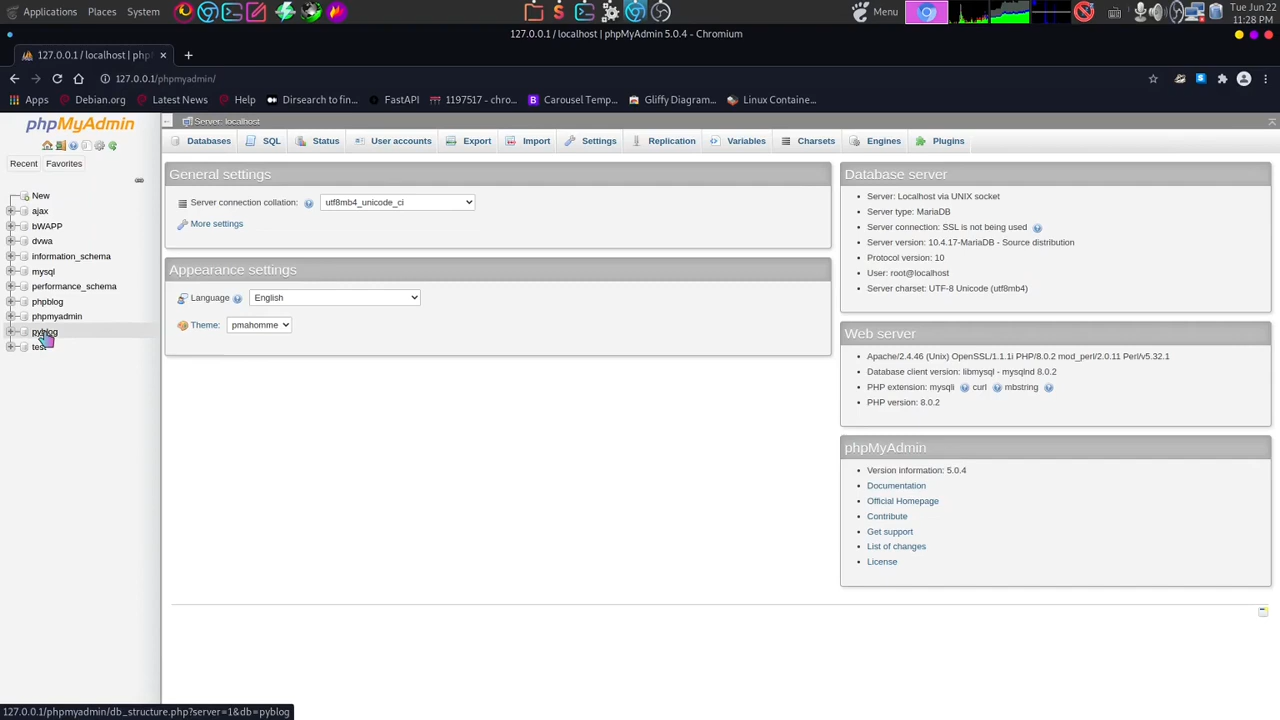 Applications Places System
Menu
Tue Jun 22
11:28 PM
127.0.0.1 / localhost | phpMyAdmin 5.0.4 - Chromium
127.0.0.1 / localhost | php
127.0.0.1/phpmyadmin/
Apps Debian.org Latest News Help Dirsearch to fin... FastAPI 1197517 - chro... Carousel Temp... Gliffy Diagram... Linux Containe...
phpMyAdmin
Recent Favorites
New
ajax
bWAPP
dvwa
information_schema
mysql
performance_schema
phpblog
phpmyadmin
pyblog
test
Server: localhost
Databases SQL Status User accounts Export Import Settings Replication Variables Charsets Engines Plugins
General settings
Server connection collation: utf8mb4_unicode_ci
More settings
Appearance settings
Language English
Theme: pmahomme
Database server
Server: Localhost via UNIX socket
Server type: MariaDB
Server connection: SSL is not being used
Server version: 10.4.17-MariaDB - Source distribution
Protocol version: 10
User: root@localhost
Server charset: UTF-8 Unicode (utf8mb4)
Web server
Apache/2.4.46 (Unix) OpenSSL/1.1.1i PHP/8.0.2 mod_perl/2.0.11 Perl/v5.32.1
Database client version: libmysql - mysqlnd 8.0.2
PHP extension: mysqli curl mbstring
PHP version: 8.0.2
phpMyAdmin
Version information: 5.0.4
Documentation
Official Homepage
Contribute
Get support
List of changes
License
127.0.0.1/phpmyadmin/db_structure.php?server=1&db=pyblog